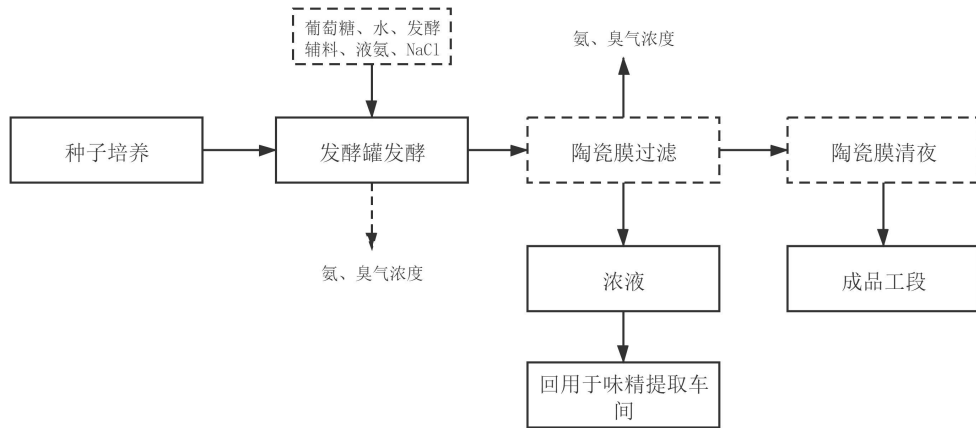 葡萄糖、水、发酵
辅料、液氨、NaCl
氨、臭气浓度
种子培养
发酵罐发酵
陶瓷膜过滤
陶瓷膜清夜
氨、臭气浓度
浓液
成品工段
回用于味精提取车
间